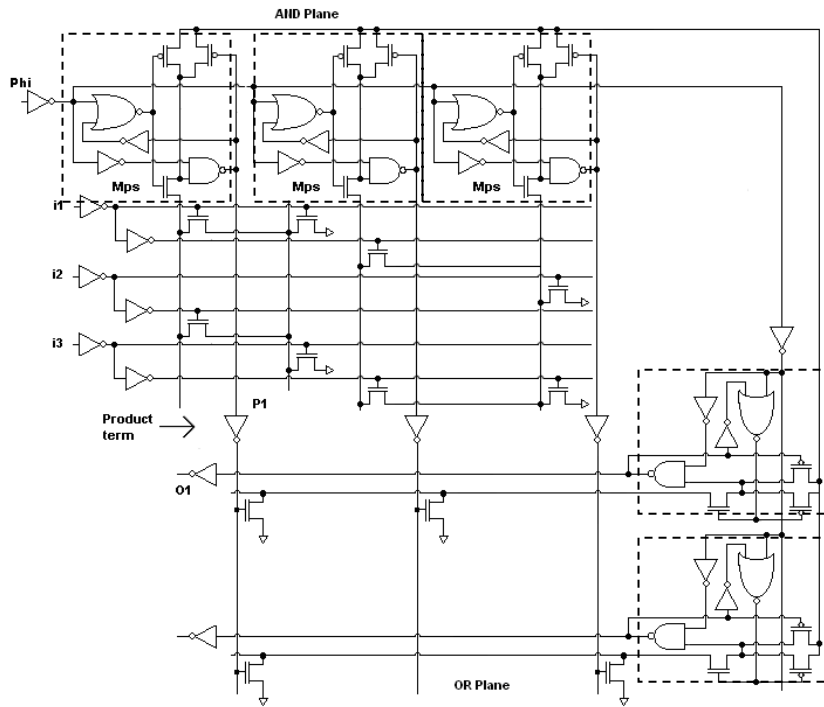 AND Plane
Phi
Mps
Mps
Mps
i1
i2
i3
P1
Product
term
O1
OR Plane